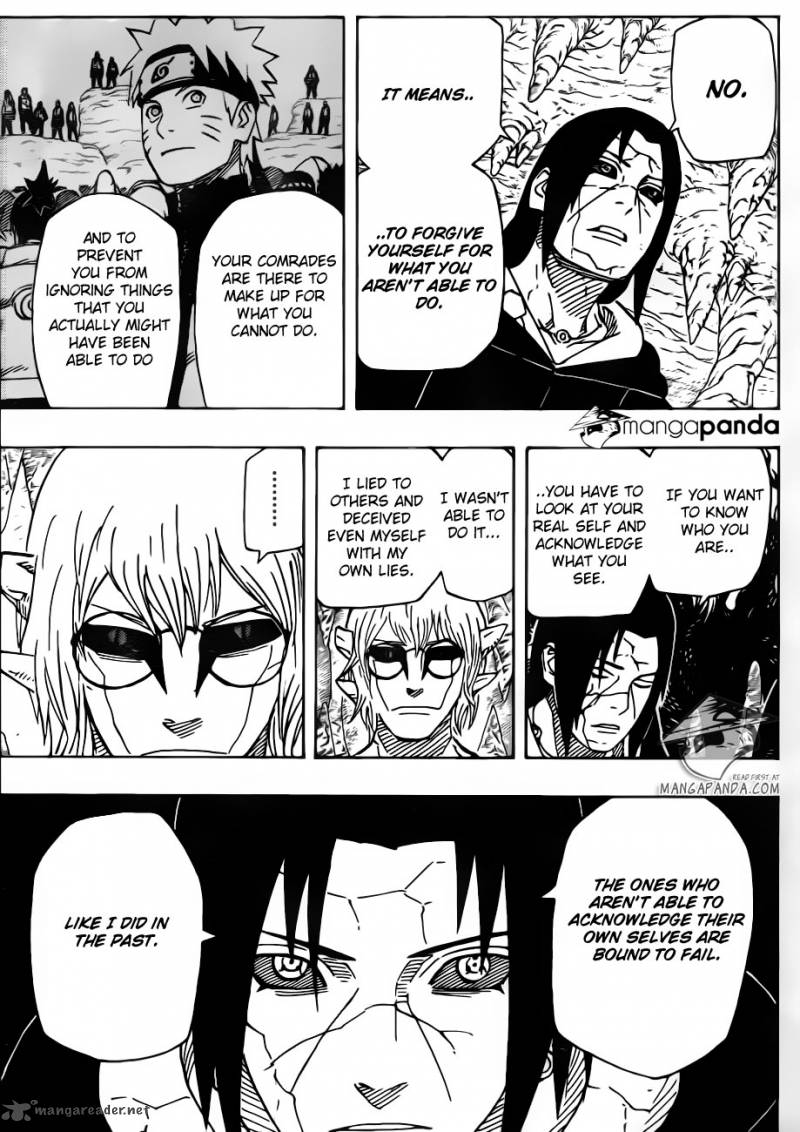 NO.
IT MEANS..
..TO FORGIVE
YOURSELF FOR
WHAT YOU
AREN'T ABLE TO
DO.
YOUR COMRADES
ARE THERE TO
MAKE UP FOR
WHAT YOU
CANNOT DO.
AND TO
PREVENT
YOU FROM
IGNORING THINGS
THAT YOU
ACTUALLY MIGHT
HAVE BEEN
ABLE TO DO
mangapanda
IF YOU WANT
TO KNOW
WHO YOU
ARE..
..YOU HAVE TO
LOOK AT YOUR
REAL SELF AND
ACKNOWLEDGE
WHAT YOU
SEE.
I WASN'T
ABLE TO
DO IT...
I LIED TO
OTHERS AND
DECEIVED
EVEN MYSELF
WITH MY
OWN LIES.
.........
READ FIRST AT
MANGAPANDA.COM
THE ONES WHO
AREN'T ABLE TO
ACKNOWLEDGE THEIR
OWN SELVES ARE
BOUND TO FAIL.
LIKE I DID IN
THE PAST.
mangareader.net